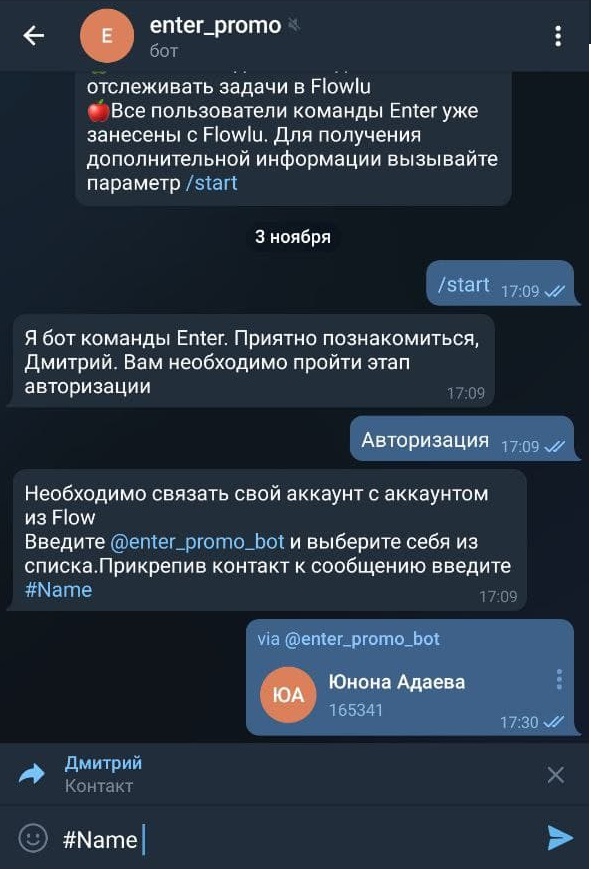 E
enter_promo
бот
отслеживать задачи в Flowlu
Все пользователи команды Enter уже
занесены с Flowlu. Для получения
дополнительной информации вызывайте
параметр /start
3 ноября
/start 17:09
Я бот команды Enter. Приятно познакомиться,
Дмитрий. Вам необходимо пройти этап
авторизации
17:09
Авторизация 17:09
Необходимо связать свой аккаунт с аккаунтом
из Flow
Введите @enter_promo_bot и выберите себя из
списка.Прикрепив контакт к сообщению введите
#Name
17:09
via @enter_promo_bot
ЮА
Юнона Адаева
165341
17:30
Дмитрий
Контакт
#Name